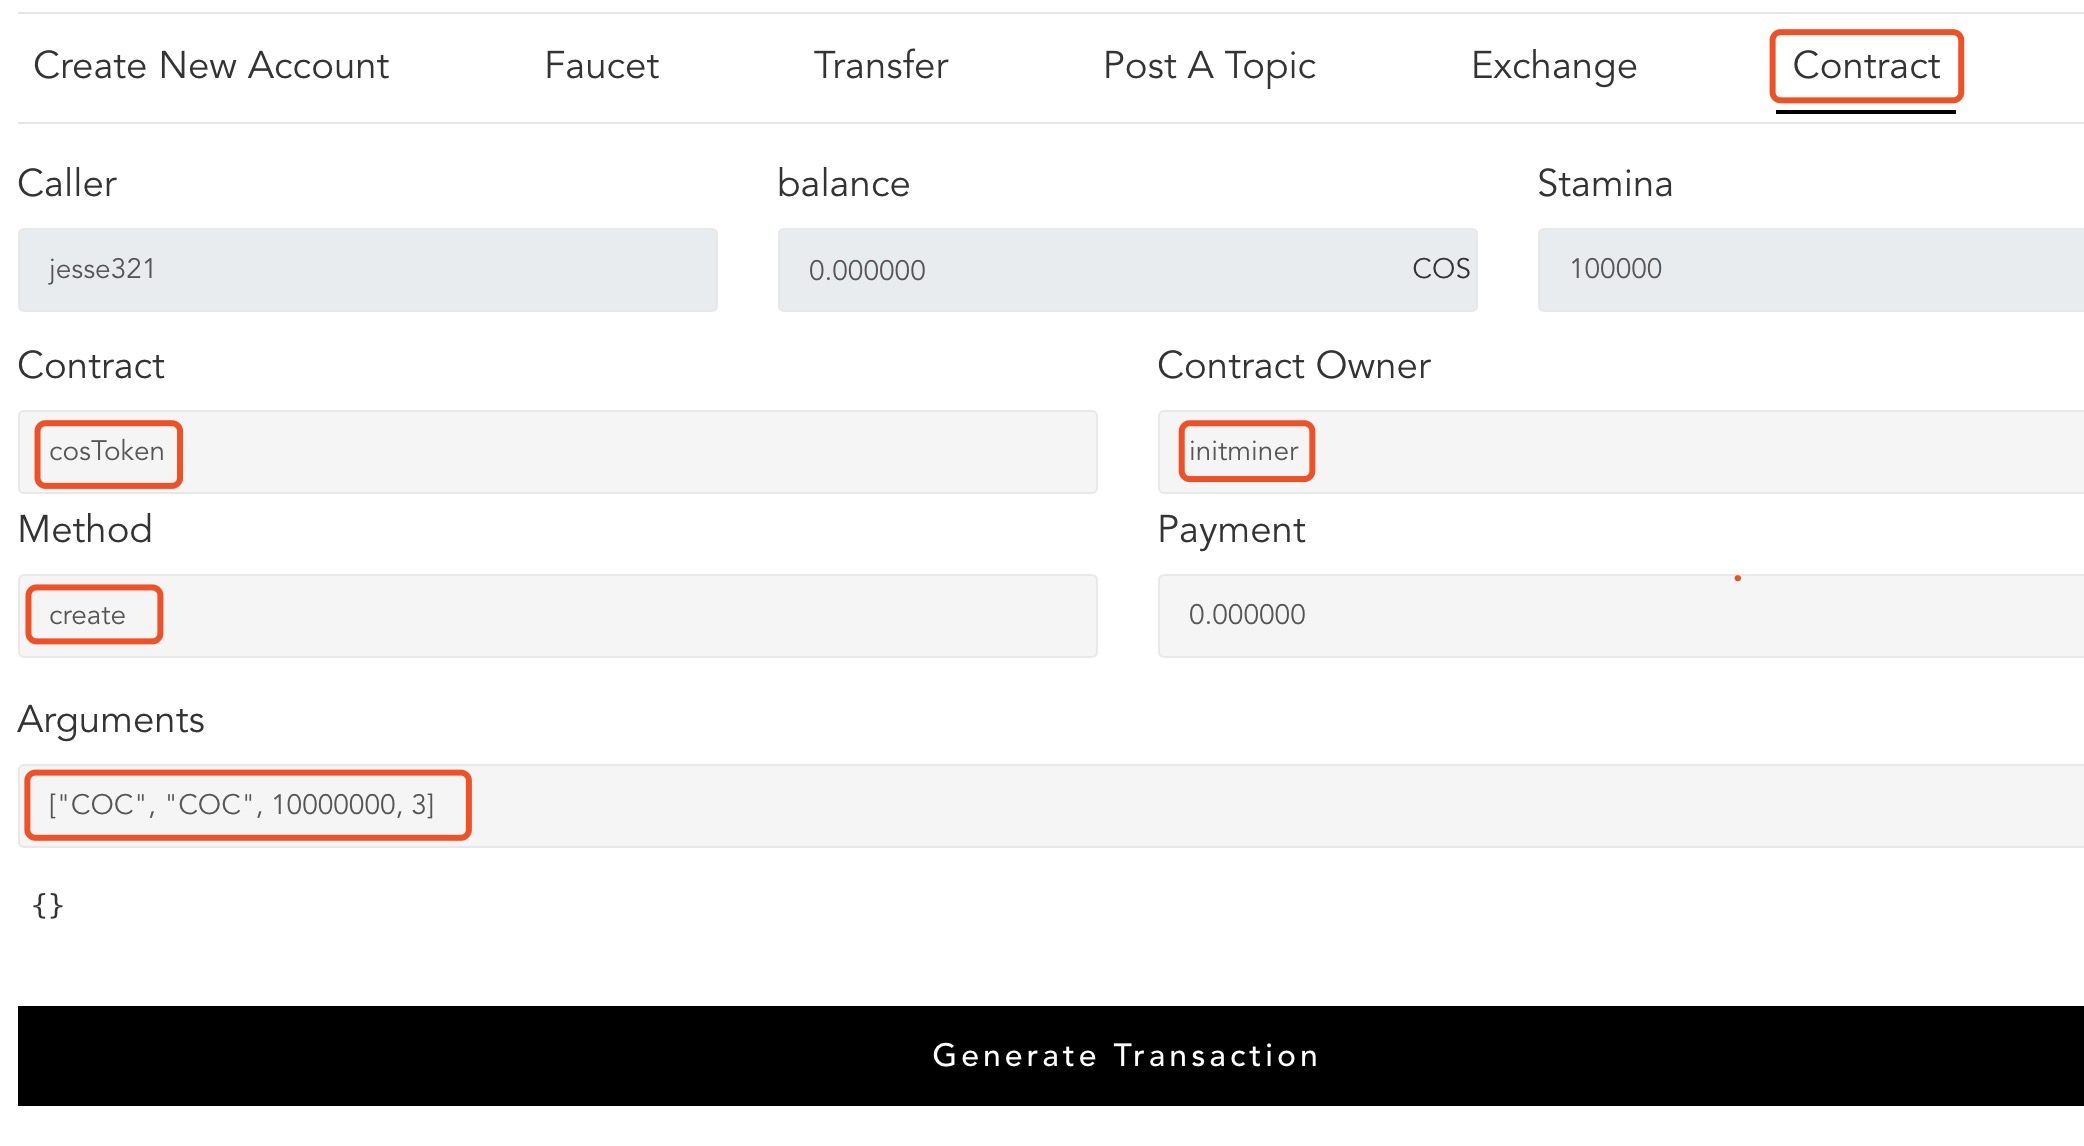 Create New Account Faucet Transfer Post A Topic Exchange Contract
Caller balance Stamina
jesse321 0.000000 COS 100000
Contract Contract Owner
cosToken initminer
Method Payment
create 0.000000
Arguments
["COC", "COC", 10000000, 3]
{}
Generate Transaction